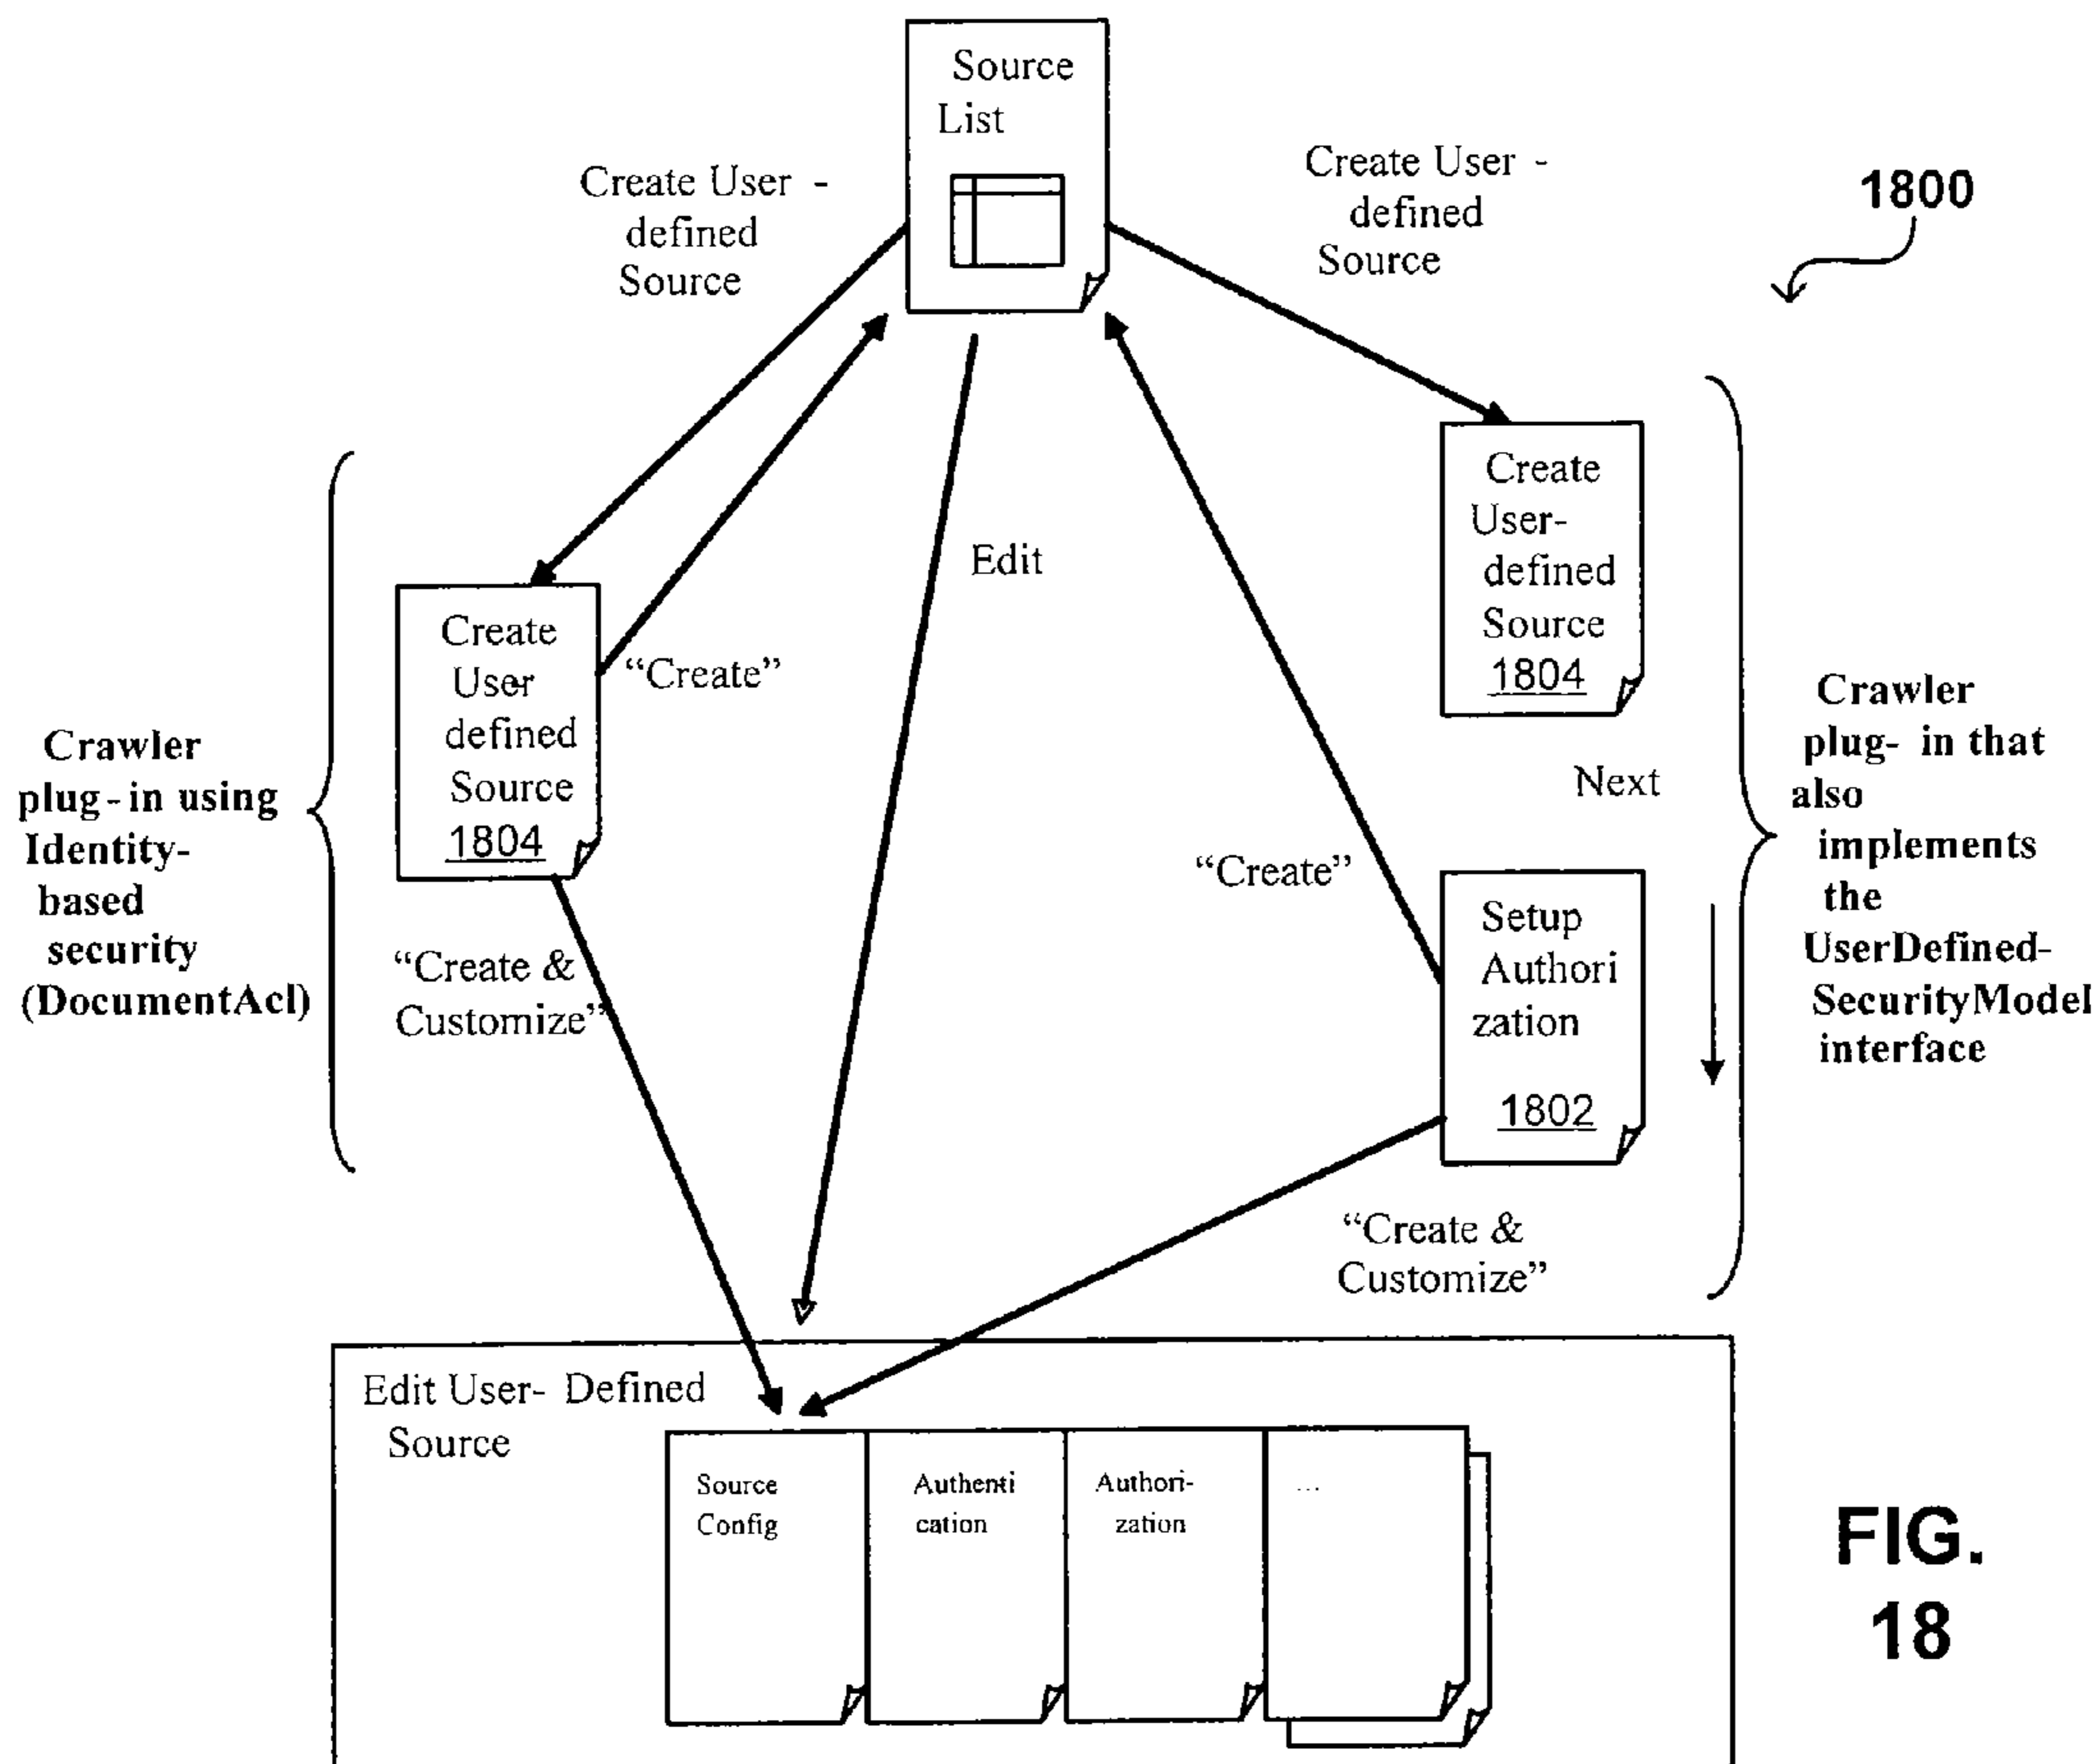 Source
List
Create User -
defined
Source
Create User -
defined
Source
1800
Create
User-
defined
Source
1804
Edit
Create
User
defined
Source
1804
“Create”
Crawler
plug-in using
Identity-
based
security
(DocumentAcl)
Crawler
plug- in that
also
implements
the
UserDefined-
SecurityModel
interface
Next
“Create”
Setup
Authori
zation
1802
“Create &
Customize”
“Create &
Customize”
Edit User- Defined
Source
Source
Config
Authenti
cation
Authori-
zation
...
FIG.
18